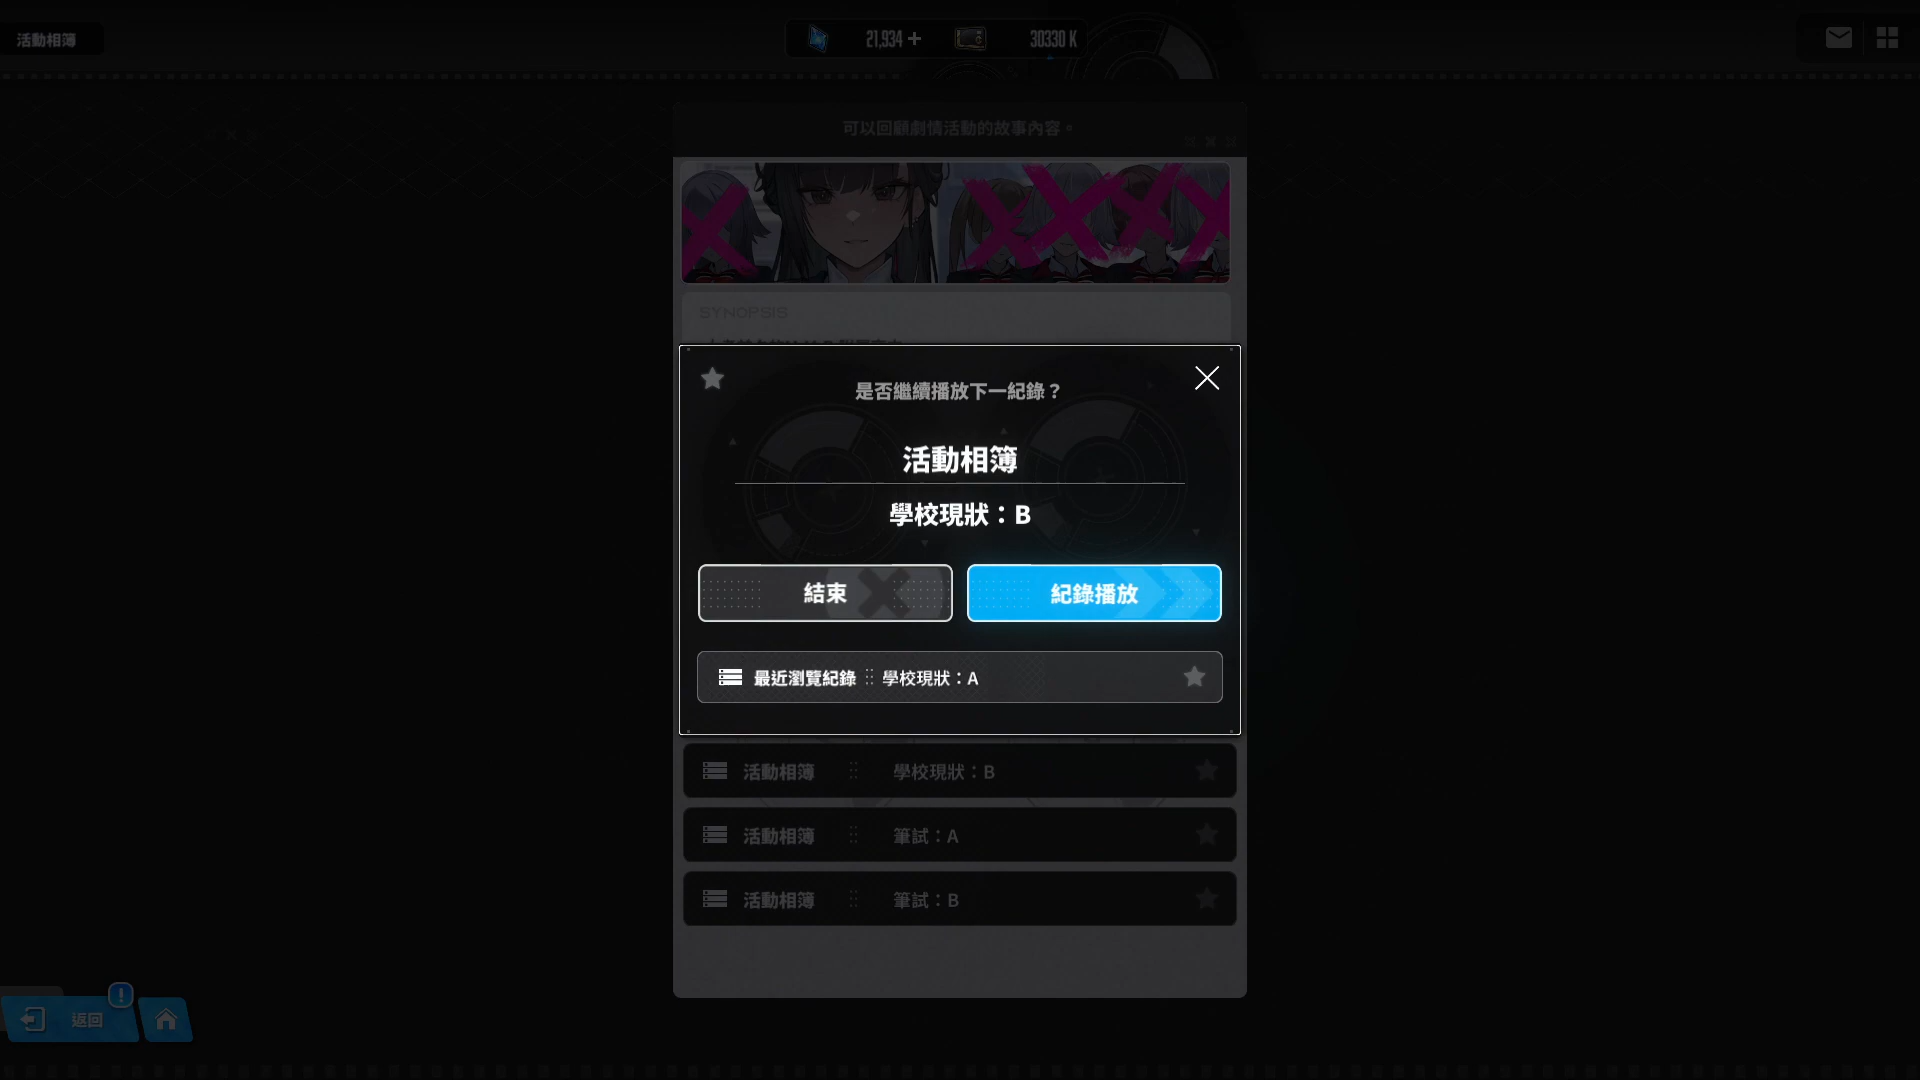 活動相簿
21,934
30330 K
可以回顧劇情活動的故事內容。
SYNOPSIS
是否繼續播放下一紀錄？
活動相簿
學校現狀：B
結束
紀錄播放
最近瀏覽紀錄 學校現狀：A
活動相簿 學校現狀：B
活動相簿 筆試：A
活動相簿 筆試：B
!
返回